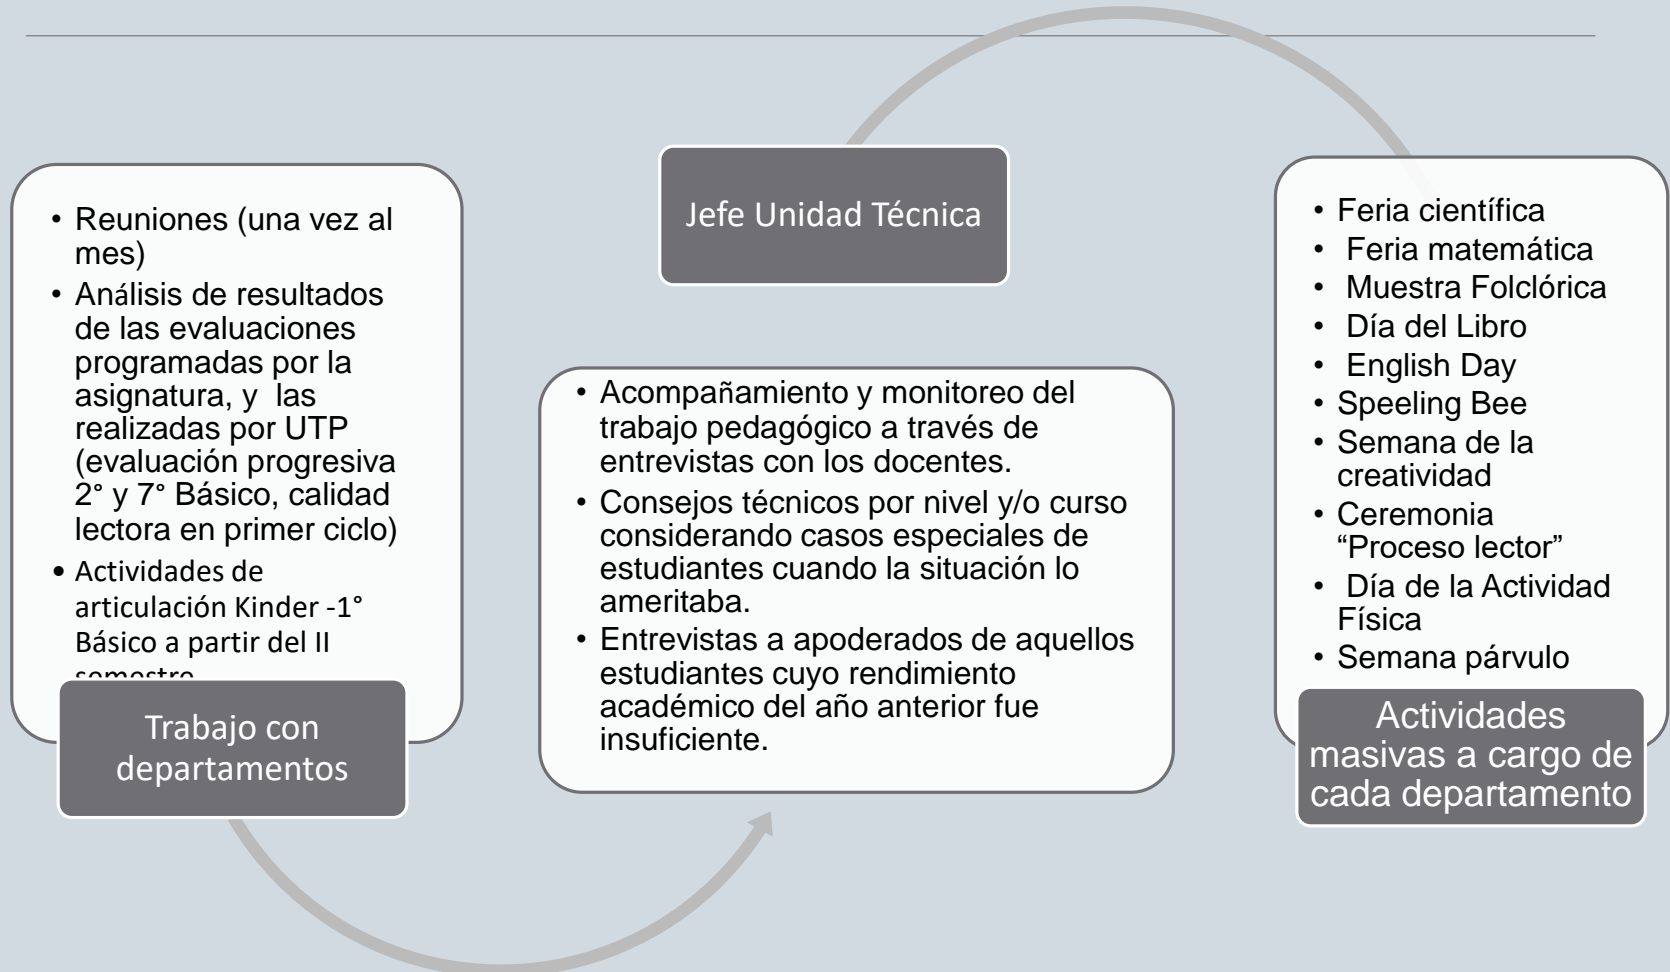 • Reuniones (una vez al
mes)
• Análisis de resultados
de las evaluaciones
programadas por la
asignatura, y las
realizadas por UTP
(evaluación progresiva
2° y 7° Básico, calidad
lectora en primer ciclo)
• Actividades de
articulación Kinder -1°
Básico a partir del II
semestre
Trabajo con
departamentos
Jefe Unidad Técnica
• Acompañamiento y monitoreo del
trabajo pedagógico a través de
entrevistas con los docentes.
• Consejos técnicos por nivel y/o curso
considerando casos especiales de
estudiantes cuando la situación lo
ameritaba.
• Entrevistas a apoderados de aquellos
estudiantes cuyo rendimiento
académico del año anterior fue
insuficiente.
• Feria científica
• Feria matemática
• Muestra Folclórica
• Día del Libro
• English Day
• Speeling Bee
• Semana de la
creatividad
• Ceremonia
“Proceso lector”
• Día de la Actividad
Física
• Semana párvulo
Actividades
masivas a cargo de
cada departamento